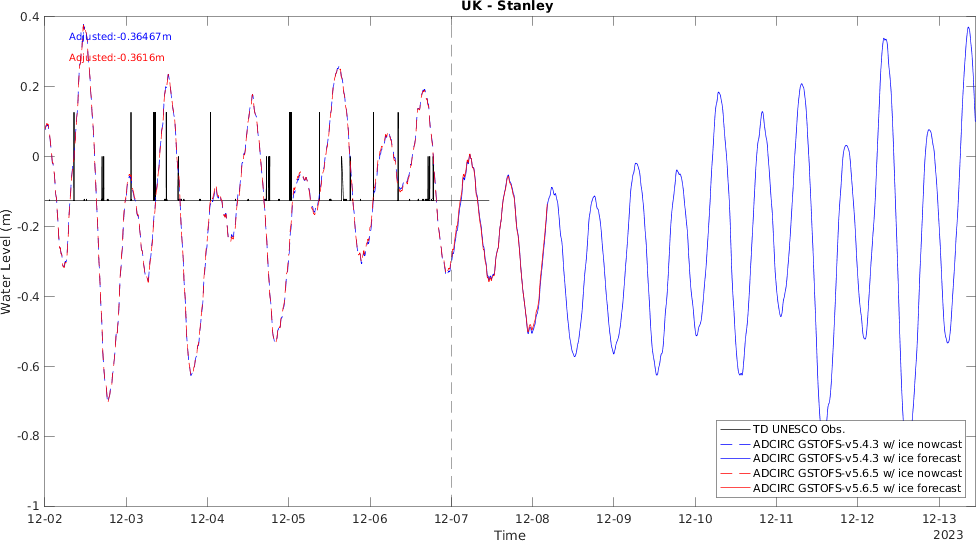 UK - Stanley
Adjusted:-0.36467m
Adjusted:-0.3616m
Water Level (m)
0.4
0.2
0
-0.2
-0.4
-0.6
-0.8
-1
TD UNESCO Obs.
ADCIRC GSTOFS-v5.4.3 w/ ice nowcast
ADCIRC GSTOFS-v5.4.3 w/ ice forecast
ADCIRC GSTOFS-v5.6.5 w/ ice nowcast
ADCIRC GSTOFS-v5.6.5 w/ ice forecast
12-02 12-03 12-04 12-05 12-06 12-07 12-08 12-09 12-10 12-11 12-12 12-13
Time
2023